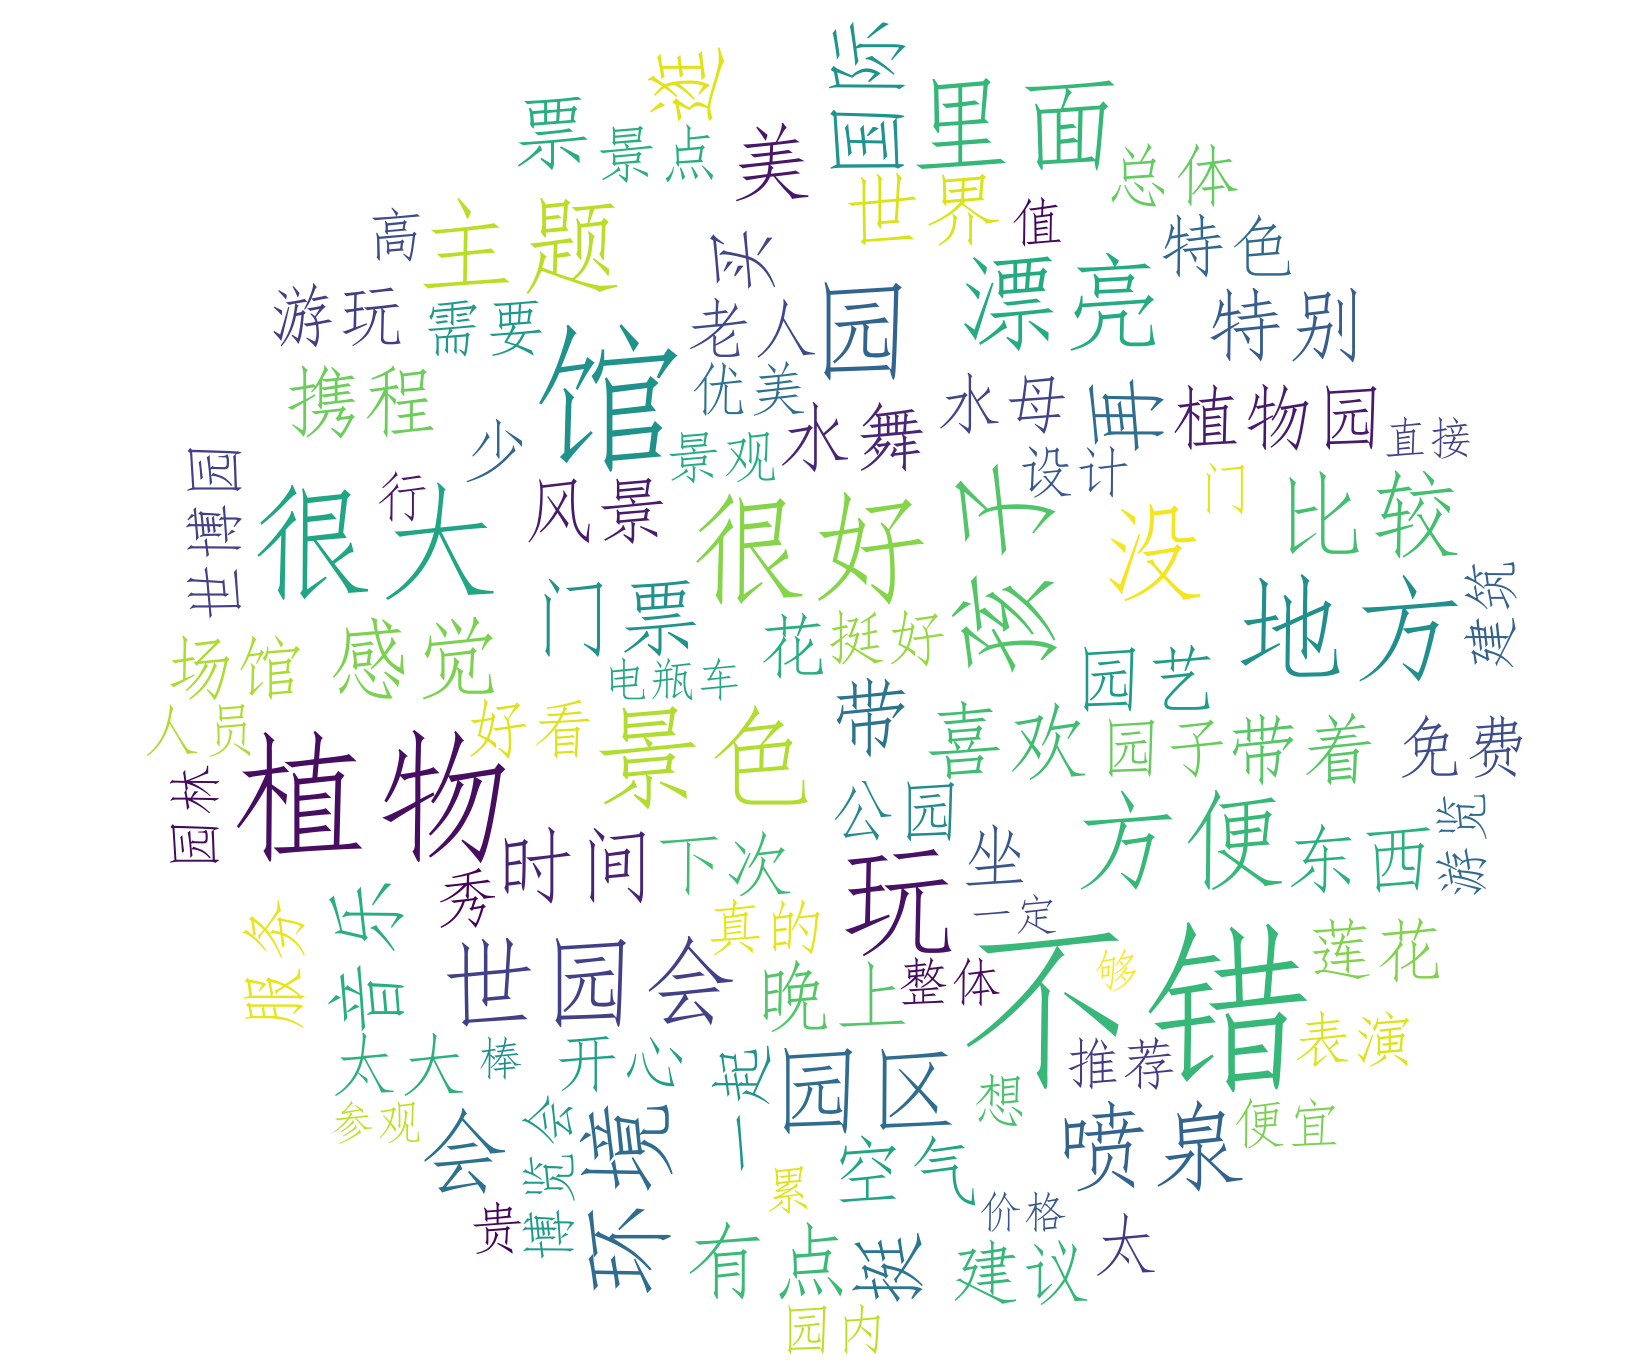 国际
逛
里面
票
景点
美
总体
世界
值
主题
高
特色
买
漂亮
游玩
需要
老人
园
特别
馆
携程
优美
水母
再
植物园
水舞
少
景观
直接
设计
门
世博园
行
风景
很大
很好
孩子
没
比较
地方
门票
建筑
感觉
花
挺好
场馆
园艺
电瓶车
带
人员
好看
景色
喜欢
园子
带着
免费
植物
园林
公园
方便
游览
时间
下次
坐
东西
玩
秀
音乐
服务
真的
一定
不错
莲花
世园会
晚上
整体
够
表演
太大
棒
开心
一起
园区
推荐
想
参观
会
博览会
环境
喷泉
便宜
空气
累
贵
价格
太
有点
挺
建议
园内